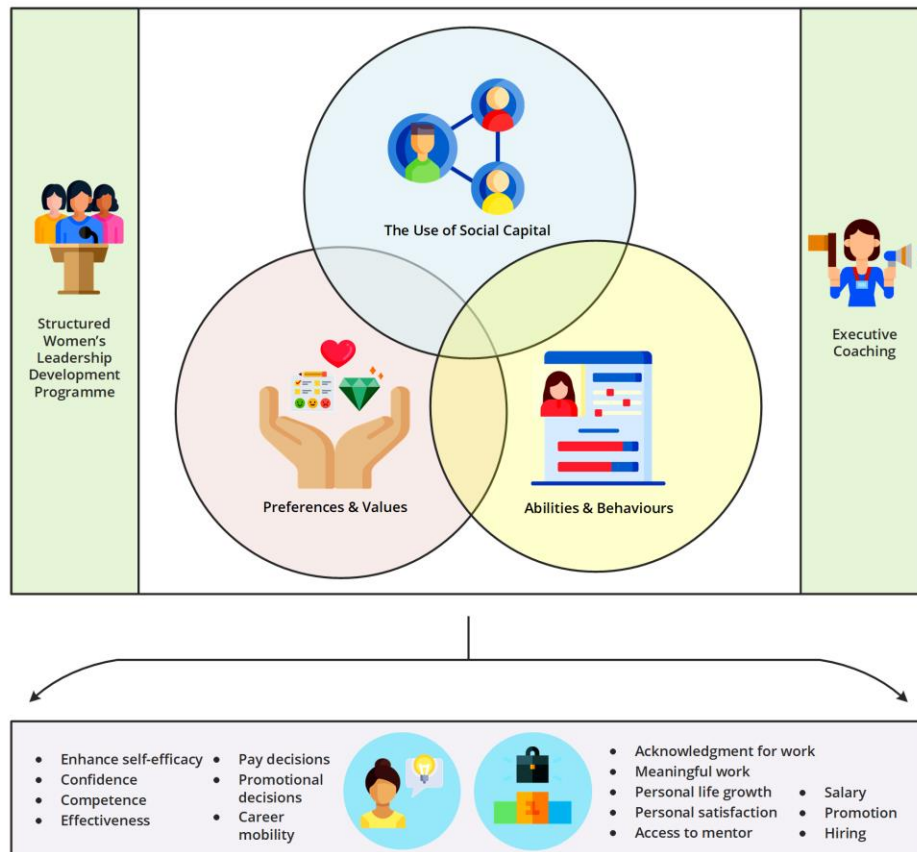 The Use of Social Capital
Structured
Women's
Leadership
Development
Programme
Executive
Coaching
Preferences & Values
Abilities & Behaviours
• Enhance self-efficacy
• Confidence
• Competence
• Effectiveness
• Pay decisions
• Promotional
decisions
• Career
mobility
• Acknowledgment for work
• Meaningful work
• Personal life growth
• Personal satisfaction
• Access to mentor
• Salary
• Promotion
• Hiring
1